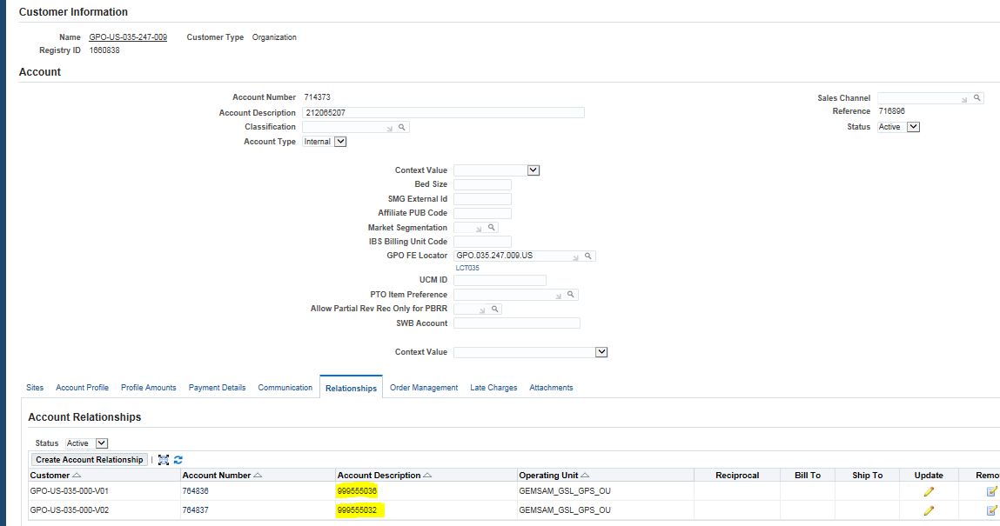 Customer Information
Name GPO-US-035-247-009 Customer Type Organization
Registry ID 1660838
Account
Account Number 714373
Sales Channel
Account Description 212065207
Reference 716896
Classification
Status Active
Account Type Internal
Context Value
Bed Size
SMG External Id
Affiliate PUB Code
Market Segmentation
IBS Billing Unit Code
GPO FE Locator GPO.035.247.009.US
LCT035
UCM ID
PTO Item Preference
Allow Partial Rev Rec Only for PBRR
SWB Account
Context Value
Sites Account Profile Profile Amounts Payment Details Communication Relationships Order Management Late Charges Attachments
Account Relationships
Status Active
Create Account Relationship |
Customer Account Number Account Description Operating Unit Reciprocal Bill To Ship To Update Remo
GPO-US-035-000-V01 764836 999555036 GEMSAM_GSL_GPS_OU
GPO-US-035-000-V02 764837 999555032 GEMSAM_GSL_GPS_OU